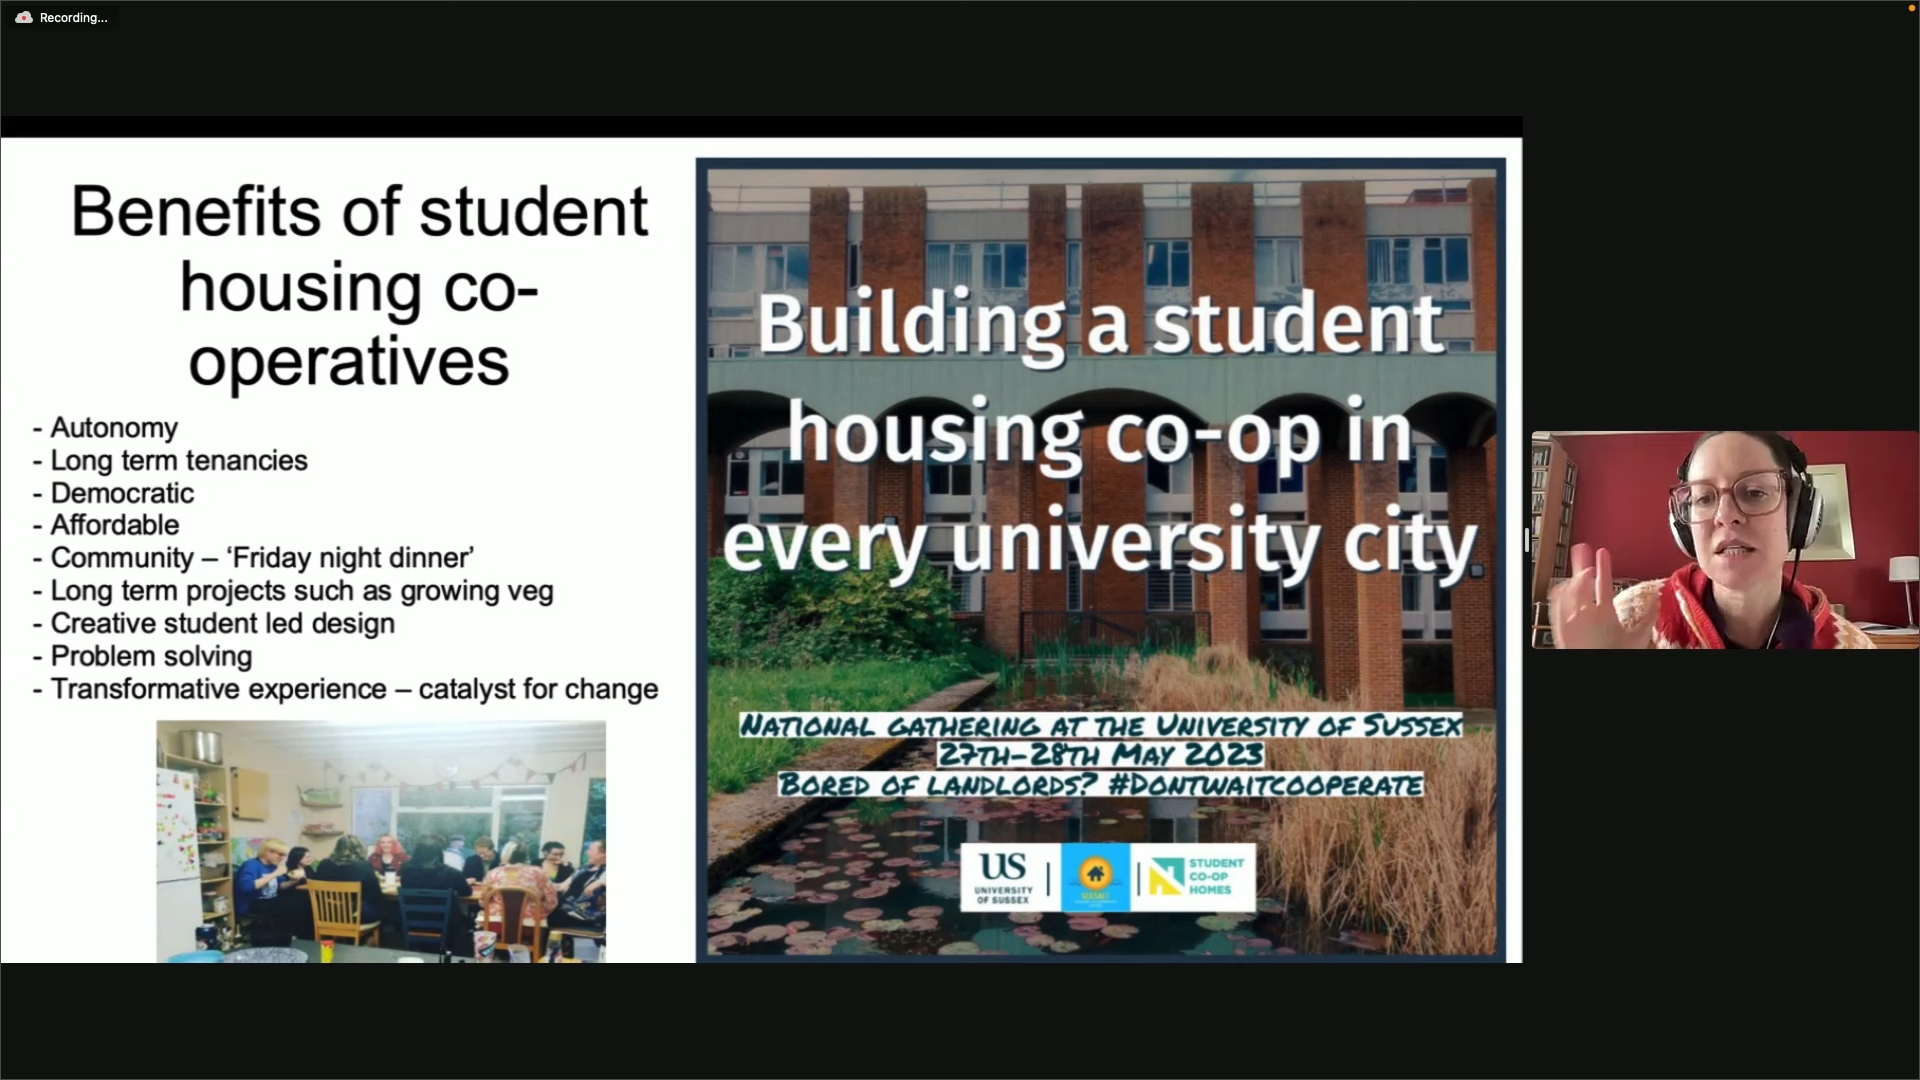 Recording...
Benefits of student
housing co-
operatives
- Autonomy
- Long term tenancies
- Democratic
- Affordable
- Community – ‘Friday night dinner’
- Long term projects such as growing veg
- Creative student led design
- Problem solving
- Transformative experience – catalyst for change
Building a student
housing co-op in
every university city
National gathering at the University of Sussex
27th-28th May 2023
Bored of landlords? #Dontwaitcooperate
US
UNIVERSITY
OF SUSSEX
STUDENT
CO-OP
HOMES